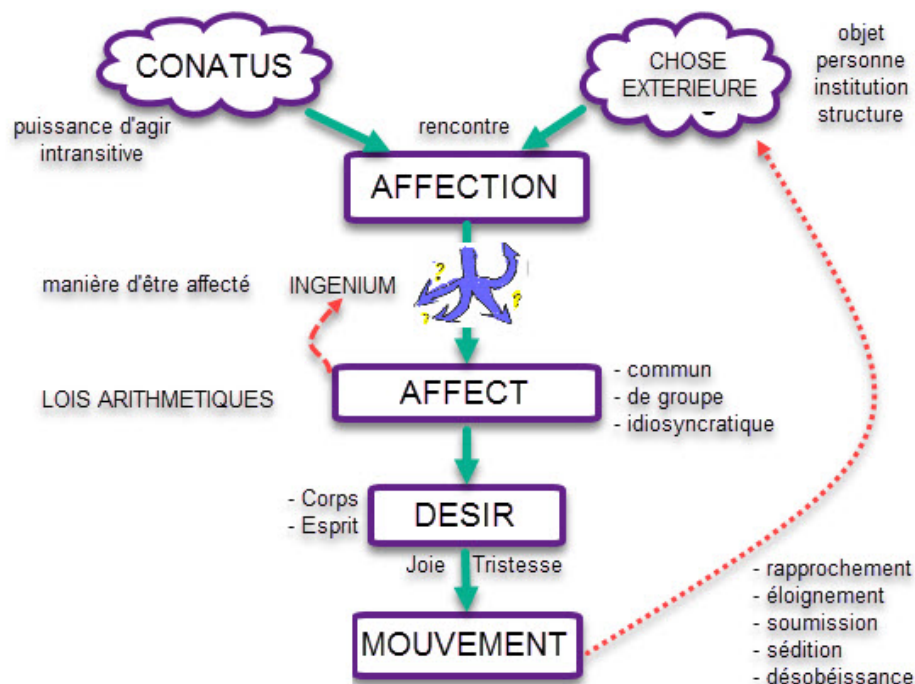 CONATUS
puissance d'agir
intransitive
rencontre
CHOSE
EXTERIEURE
objet
personne
institution
structure
AFFECTION
manière d'être affecté
INGENIUM
?
?
?
LOIS ARITHMETIQUES
AFFECT
- commun
- de groupe
- idiosyncratique
- Corps
- Esprit
DESIR
Joie
Tristesse
MOUVEMENT
- rapprochement
- éloignement
- soumission
- sédition
- désobéissance